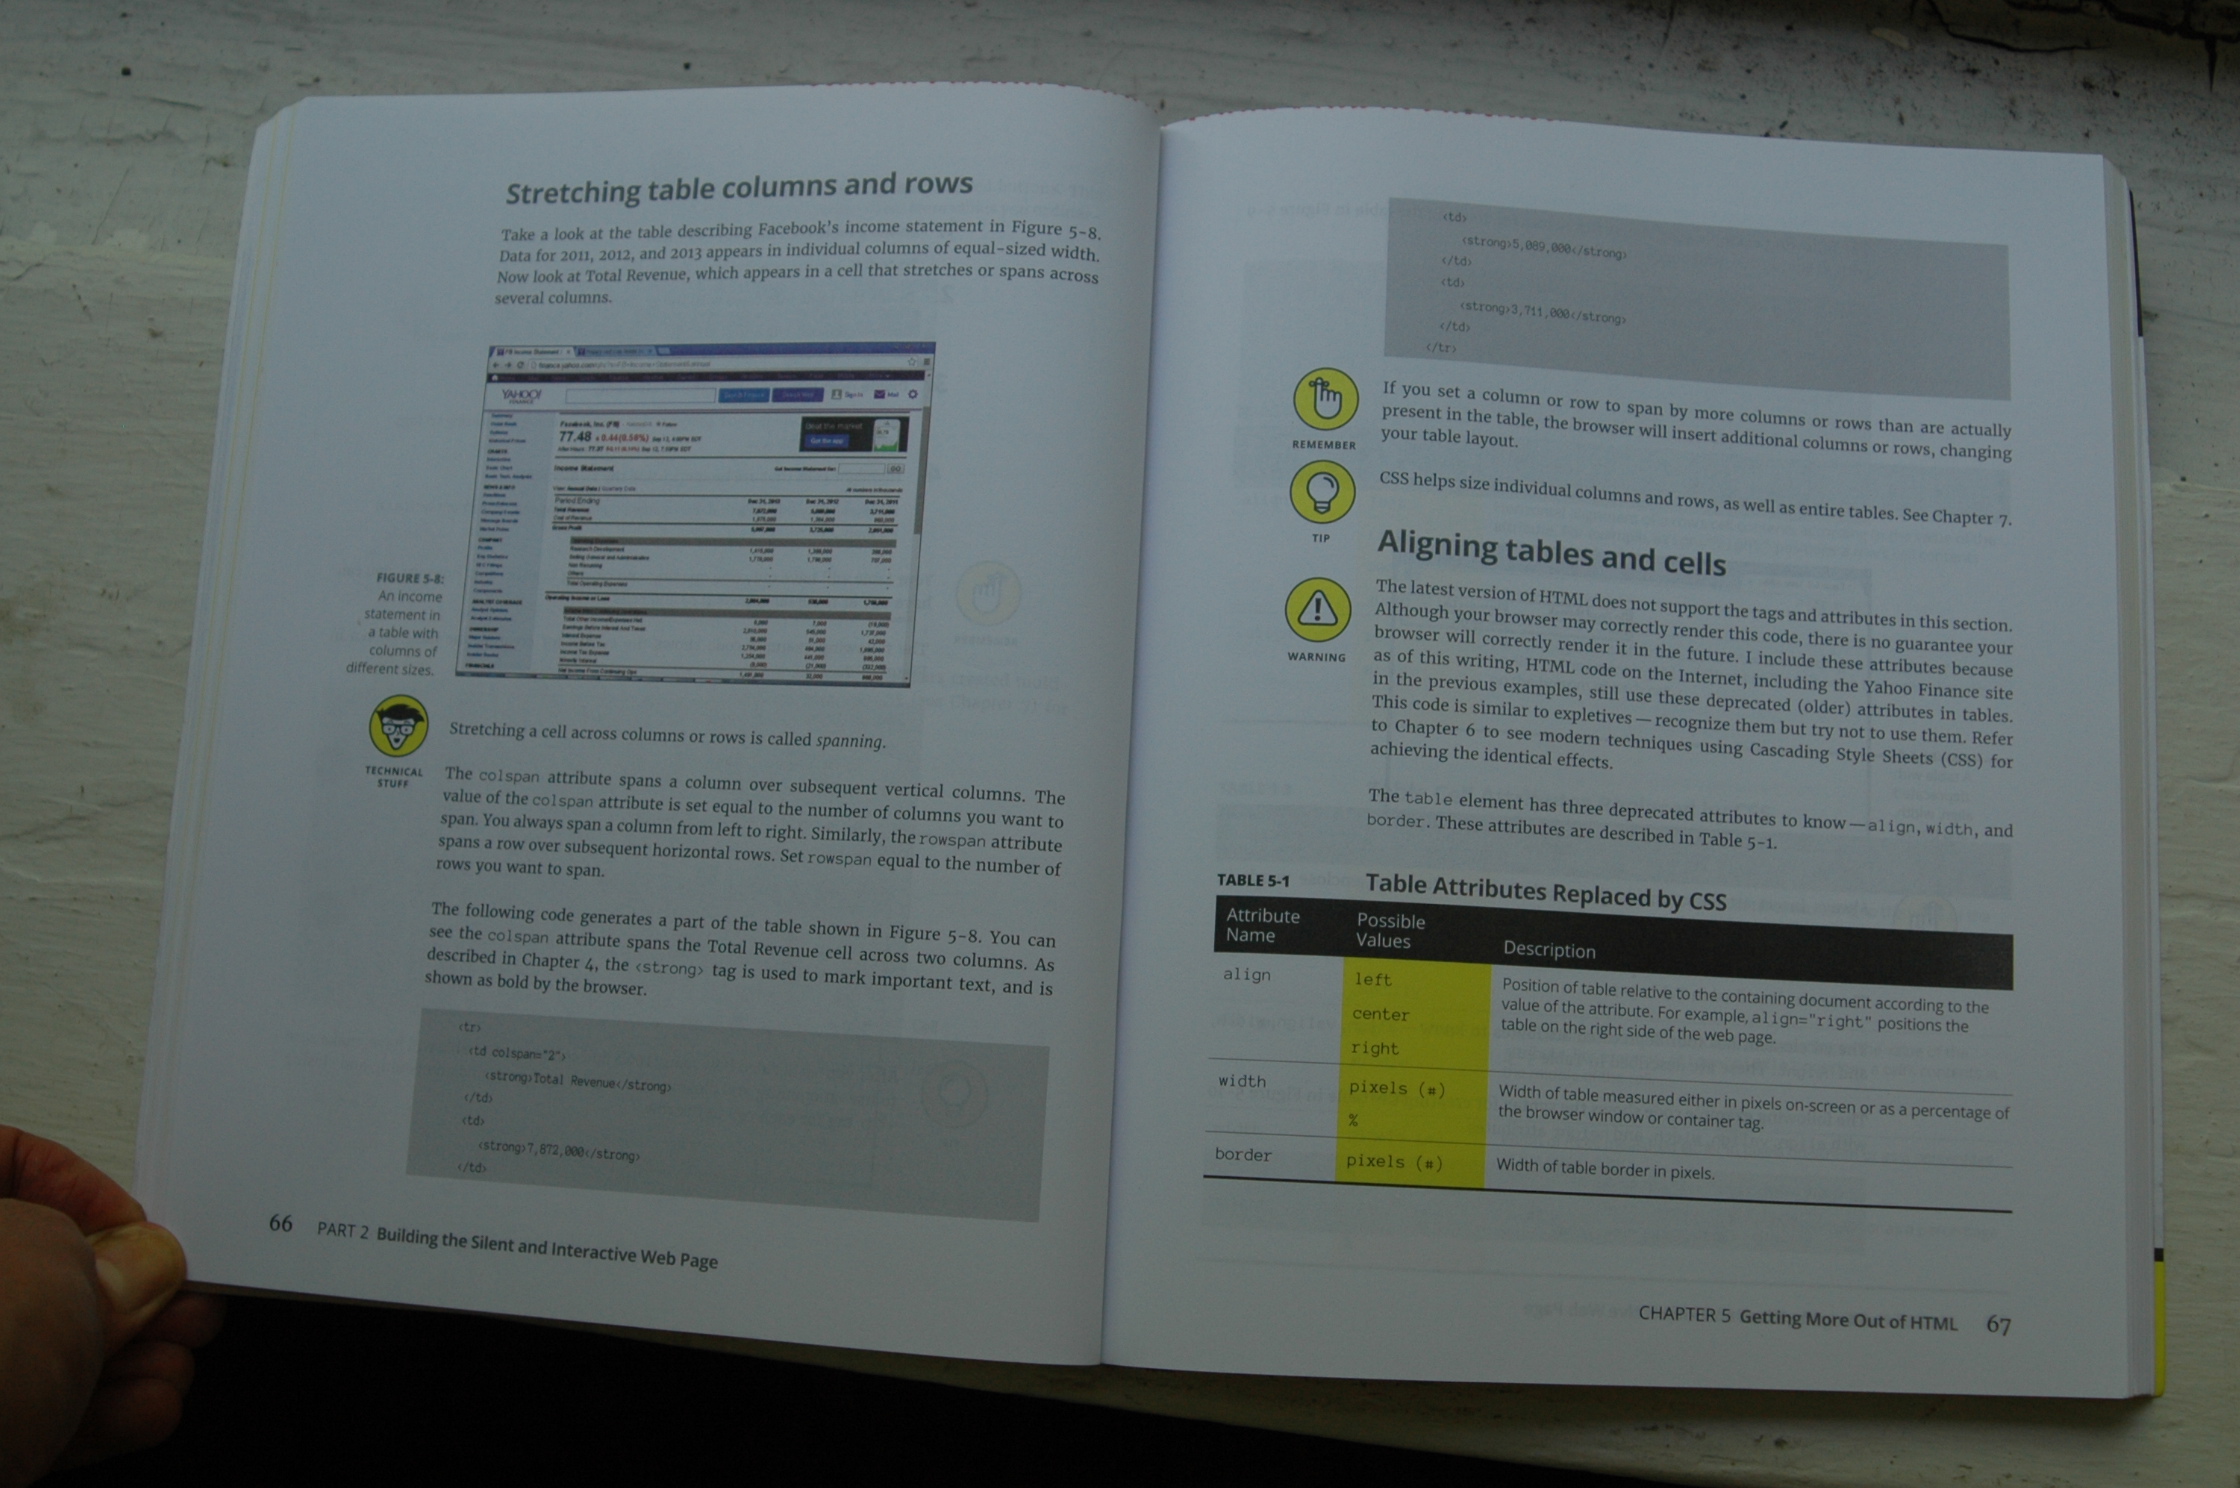 Stretching table columns and rows
Take a look at the table describing Facebook's income statement in Figure 5-8.
Data for 2011, 2012, and 2013 appears in individual columns of equal-sized width.
Now look at Total Revenue, which appears in a cell that stretches or spans across
several columns.
YAHOO!
77.48
Income Statement
Period Ending
Total Revenue
Cost of Revenue
Gross Profit
FIGURE 5-8:
An income
statement in
a table with
columns of
different sizes.
TECHNICAL
STUFF
Stretching a cell across columns or rows is called spanning.
The colspan attribute spans a column over subsequent vertical columns. The
value of the colspan attribute is set equal to the number of columns you want to
span. You always span a column from left to right. Similarly, the rowspan attribute
spans a row over subsequent horizontal rows. Set rowspan equal to the number of
rows you want to span.
The following code generates a part of the table shown in Figure 5-8. You can
see the colspan attribute spans the Total Revenue cell across two columns. As
described in Chapter 4, the <strong> tag is used to mark important text, and is
shown as bold by the browser.
<tr>
<td colspan="2">
<strong>Total Revenue</strong>
</td>
<td>
<strong>7,872,000</strong>
</td>
66 PART 2 Building the Silent and Interactive Web Page
<td>
<strong>5,089,000</strong>
</td>
<td>
<strong>3,711,000</strong>
</td>
</tr>
REMEMBER
If you set a column or row to span by more columns or rows than are actually
present in the table, the browser will insert additional columns or rows, changing
your table layout.
TIP
CSS helps size individual columns and rows, as well as entire tables. See Chapter 7.
Aligning tables and cells
WARNING
The latest version of HTML does not support the tags and attributes in this section.
Although your browser may correctly render this code, there is no guarantee your
browser will correctly render it in the future. I include these attributes because
as of this writing, HTML code on the Internet, including the Yahoo Finance site
in the previous examples, still use these deprecated (older) attributes in tables.
This code is similar to expletives — recognize them but try not to use them. Refer
to Chapter 6 to see modern techniques using Cascading Style Sheets (CSS) for
achieving the identical effects.
The table element has three deprecated attributes to know — align, width, and
border. These attributes are described in Table 5-1.
TABLE 5-1 Table Attributes Replaced by CSS
Attribute Name Possible Values Description
align left center right Position of table relative to the containing document according to the
value of the attribute. For example, align="right" positions the
table on the right side of the web page.
width pixels (#) % Width of table measured either in pixels on-screen or as a percentage of
the browser window or container tag.
border pixels (#) Width of table border in pixels.
CHAPTER 5 Getting More Out of HTML 67